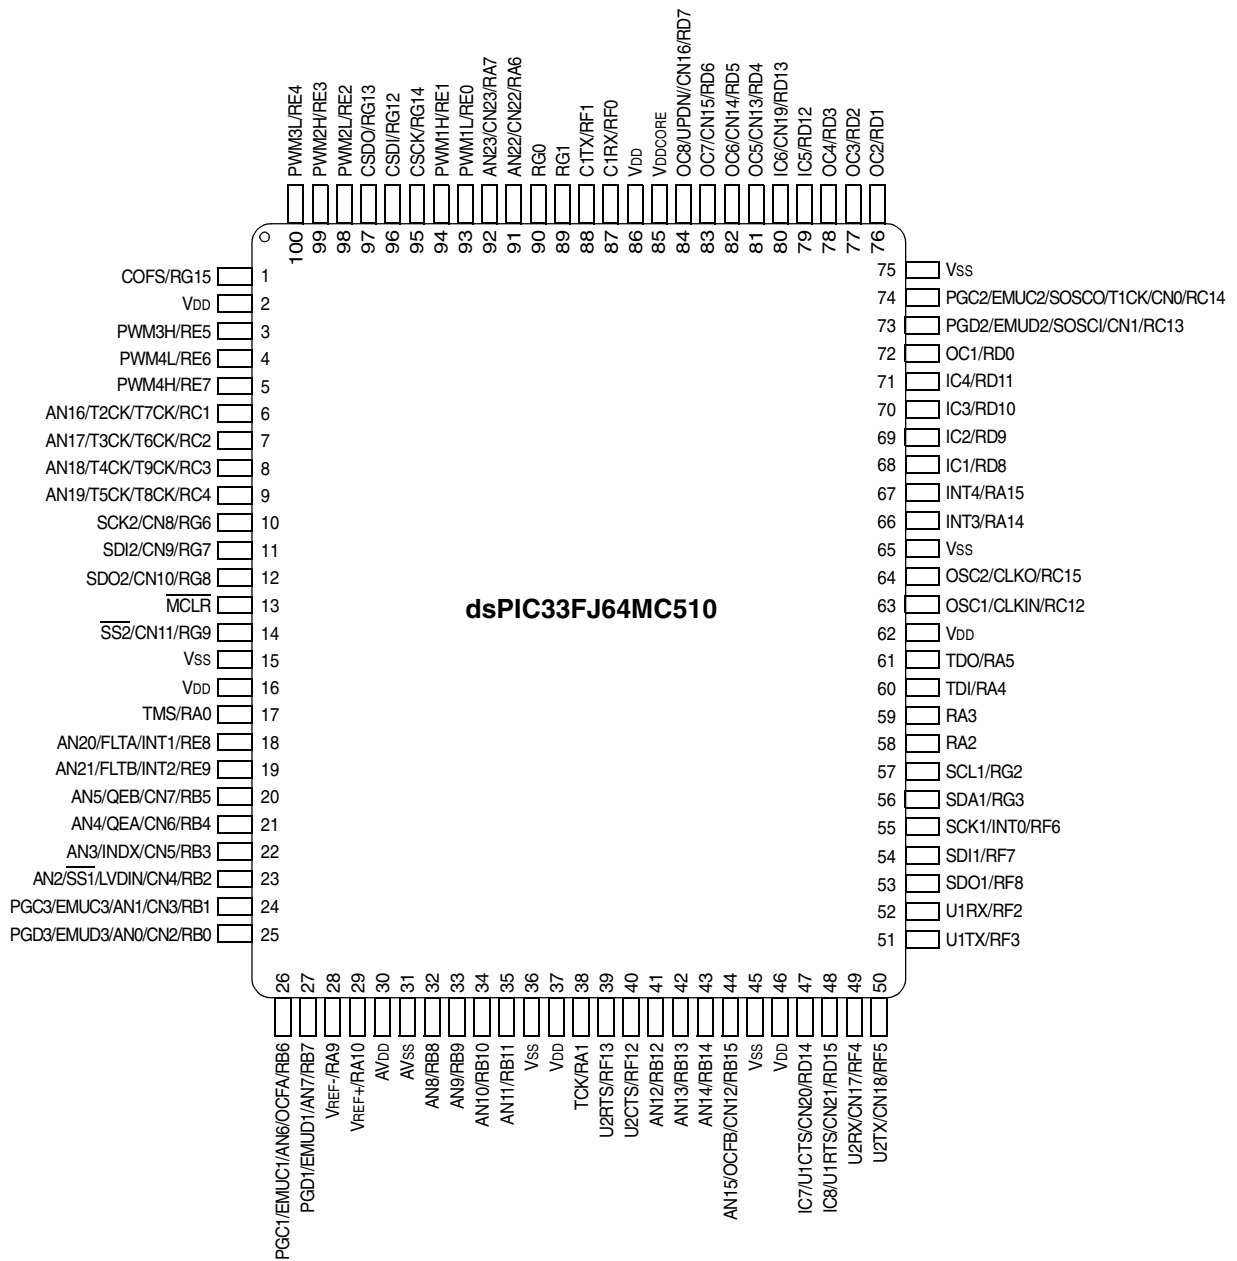 PWM3L/RE4
PWM2H/RE3
PWM2L/RE2
CSDO/RG13
CSDI/RG12
CSCK/RG14
PWM1H/RE1
PWM1L/RE0
AN23/CN23/RA7
AN22/CN22/RA6
RG0
RG1
C1TX/RF1
C1RX/RF0
VDD
VDDCORE
OC8/UPDN//CN16/RD7
OC7/CN15/RD6
OC6/CN14/RD5
OC5/CN13/RD4
IC6/CN19/RD13
IC5/RD12
OC4/RD3
OC3/RD2
OC2/RD1
100
99
98
97
96
95
94
93
92
91
90
89
88
87
86
85
84
83
82
81
80
79
78
77
76
COFS/RG15 1
VDD 2
PWM3H/RE5 3
PWM4L/RE6 4
PWM4H/RE7 5
AN16/T2CK/T7CK/RC1 6
AN17/T3CK/T6CK/RC2 7
AN18/T4CK/T9CK/RC3 8
AN19/T5CK/T8CK/RC4 9
SCK2/CN8/RG6 10
SDI2/CN9/RG7 11
SDO2/CN10/RG8 12
MCLR 13
SS2/CN11/RG9 14
VSS 15
VDD 16
TMS/RA0 17
AN20/FLTA/INT1/RE8 18
AN21/FLTB/INT2/RE9 19
AN5/QEB/CN7/RB5 20
AN4/QEA/CN6/RB4 21
AN3/INDX/CN5/RB3 22
AN2/SS1/LVDIN/CN4/RB2 23
PGC3/EMUC3/AN1/CN3/RB1 24
PGD3/EMUD3/AN0/CN2/RB0 25
dsPIC33FJ64MC510
75 VSS
74 PGC2/EMUC2/SOSCO/T1CK/CN0/RC14
73 PGD2/EMUD2/SOSCI/CN1/RC13
72 OC1/RD0
71 IC4/RD11
70 IC3/RD10
69 IC2/RD9
68 IC1/RD8
67 INT4/RA15
66 INT3/RA14
65 VSS
64 OSC2/CLKO/RC15
63 OSC1/CLKIN/RC12
62 VDD
61 TDO/RA5
60 TDI/RA4
59 RA3
58 RA2
57 SCL1/RG2
56 SDA1/RG3
55 SCK1/INT0/RF6
54 SDI1/RF7
53 SDO1/RF8
52 U1RX/RF2
51 U1TX/RF3
26
27
28
29
30
31
32
33
34
35
36
37
38
39
40
41
42
43
44
45
46
47
48
49
50
PGC1/EMUC1/AN6/OCFA/RB6
PGD1/EMUD1/AN7/RB7
VREF-/RA9
VREF+/RA10
AVDD
AVSS
AN8/RB8
AN9/RB9
AN10/RB10
AN11/RB11
VSS
VDD
TCK/RA1
U2RTS/RF13
U2CTS/RF12
AN12/RB12
AN13/RB13
AN14/RB14
AN15/OCFB/CN12/RB15
VSS
VDD
IC7/U1CTS/CN20/RD14
IC8/U1RTS/CN21/RD15
U2RX/CN17/RF4
U2TX/CN18/RF5